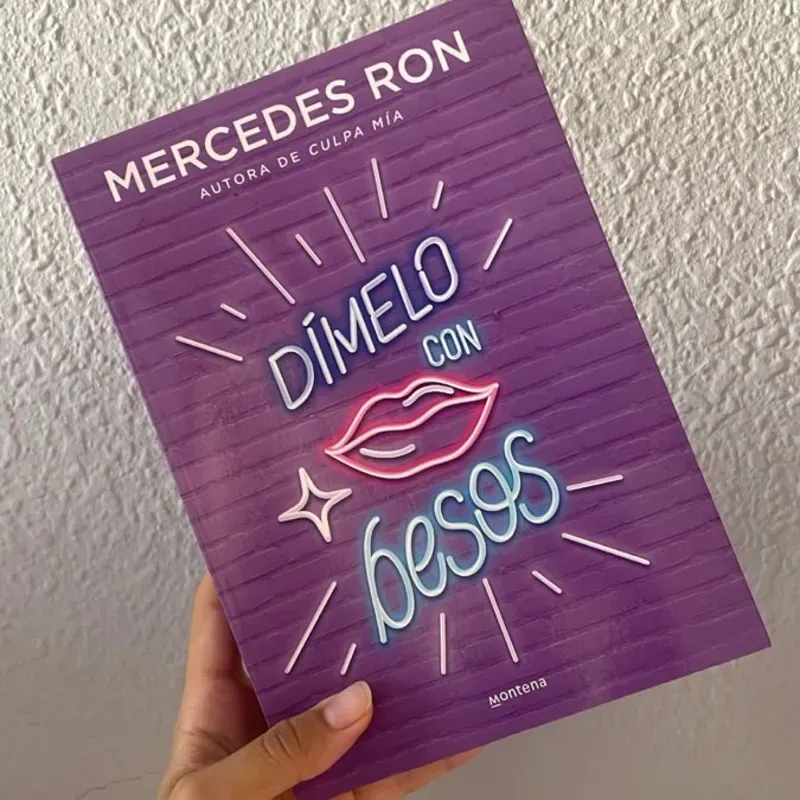 MERCEDES RON
AUTORA DE CULPA MÍA
DÍMELO
CON
besos
Montena